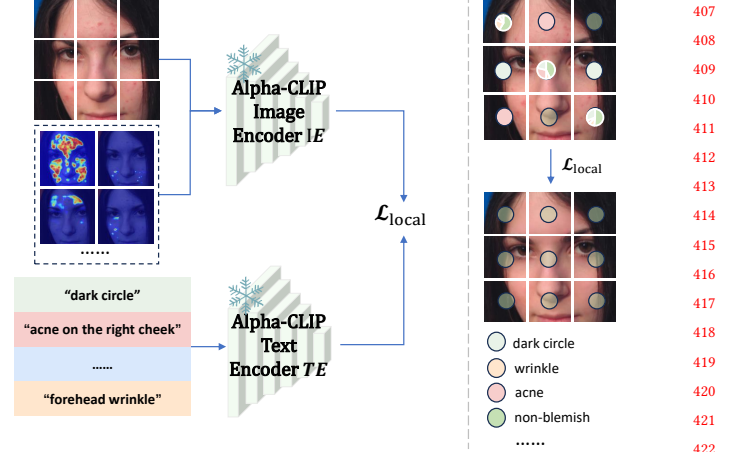 Alpha-CLIP
Image
Encoder IE
……
ℒlocal
“dark circle”
“acne on the right cheek”
……
“forehead wrinkle”
Alpha-CLIP
Text
Encoder TE
ℒlocal
dark circle
wrinkle
acne
non-blemish
……
407
408
409
410
411
412
413
414
415
416
417
418
419
420
421
422